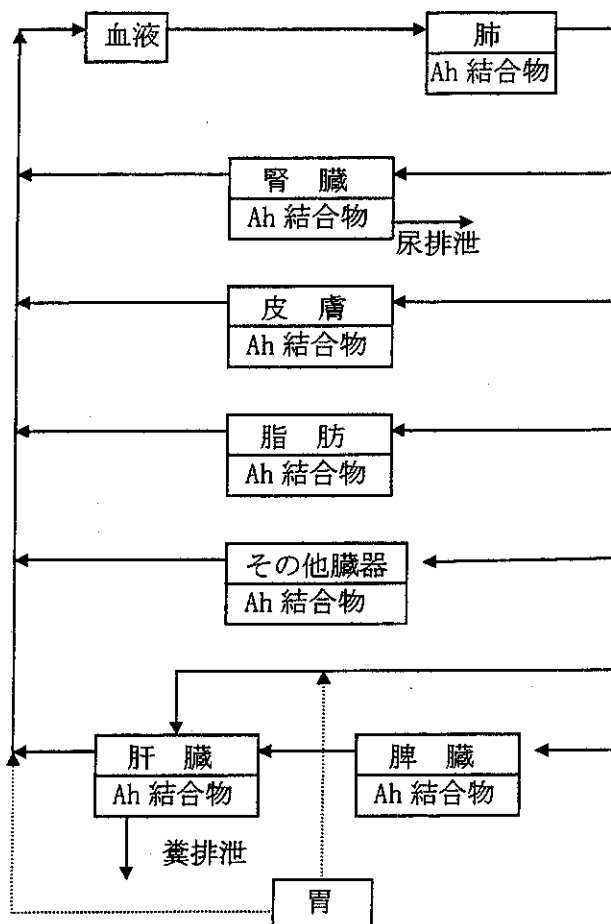 血液
肺
Ah 結合物
腎 臓
Ah 結合物
尿排泄
皮 膚
Ah 結合物
脂 肪
Ah 結合物
その他臓器
Ah 結合物
肝 臓
Ah 結合物
脾 臓
Ah 結合物
糞排泄
胃